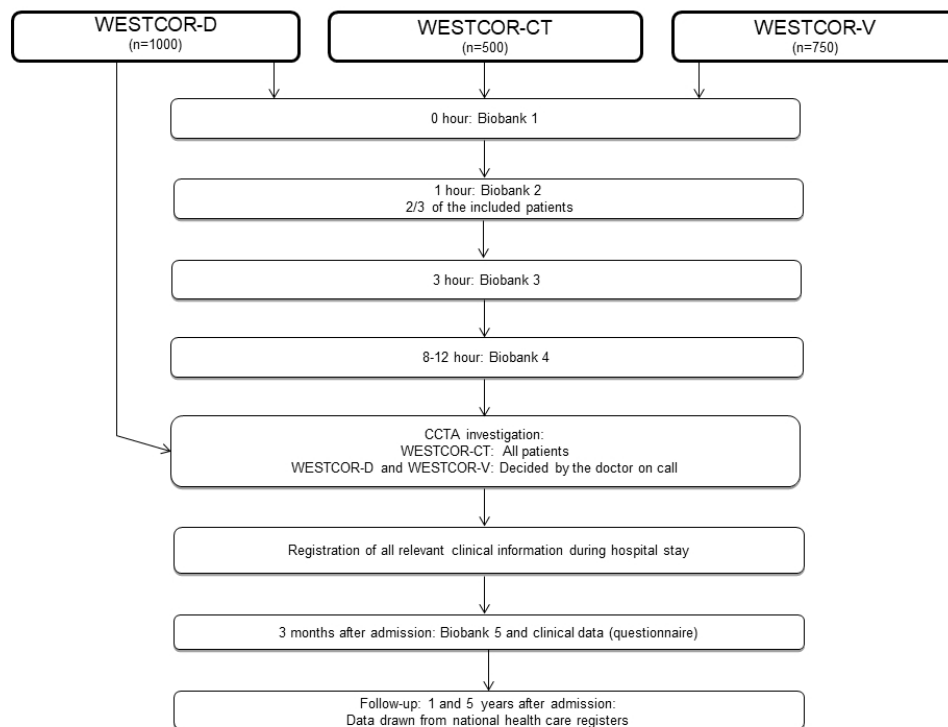 WESTCOR-D
(n=1000)
WESTCOR-CT
(n=500)
WESTCOR-V
(n=750)
0 hour: Biobank 1
1 hour: Biobank 2
2/3 of the included patients
3 hour: Biobank 3
8-12 hour: Biobank 4
CCTA investigation:
WESTCOR-CT: All patients
WESTCOR-D and WESTCOR-V: Decided by the doctor on call
Registration of all relevant clinical information during hospital stay
3 months after admission: Biobank 5 and clinical data (questionnaire)
Follow-up: 1 and 5 years after admission:
Data drawn from national health care registers